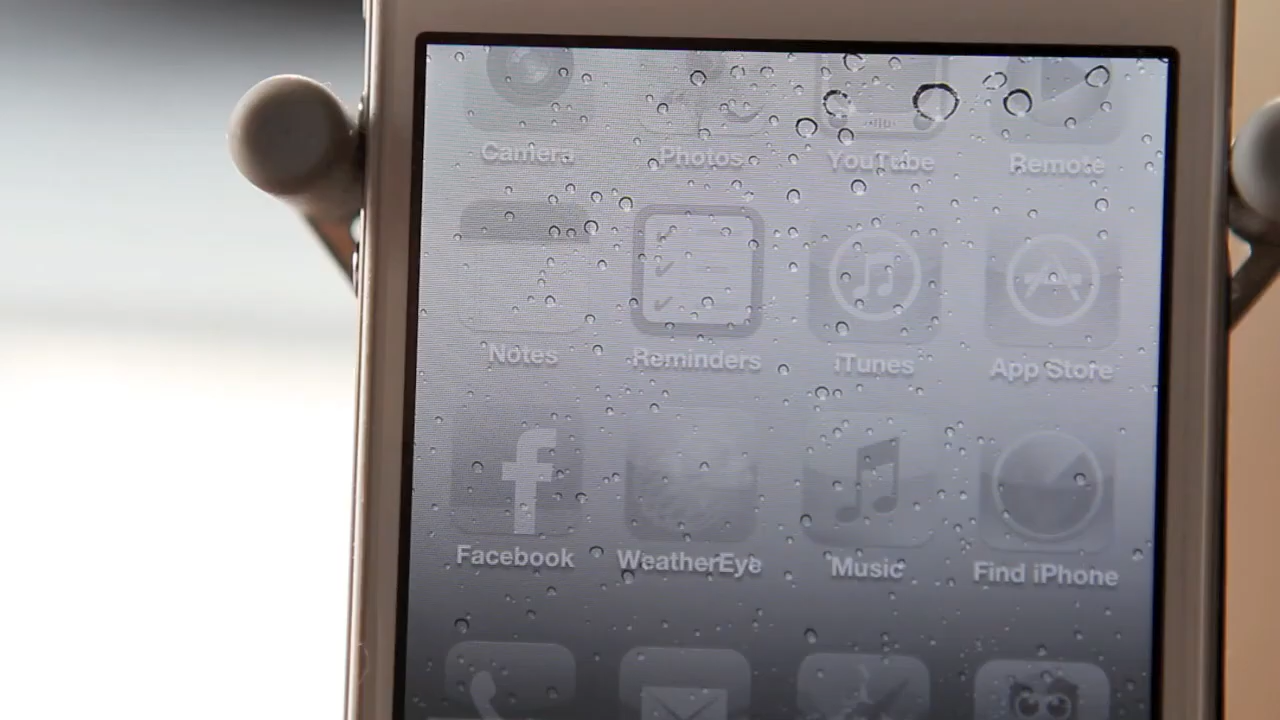 Camera Photos YouTube Remote
Notes Reminders iTunes App Store
Facebook WeatherEye Music Find iPhone